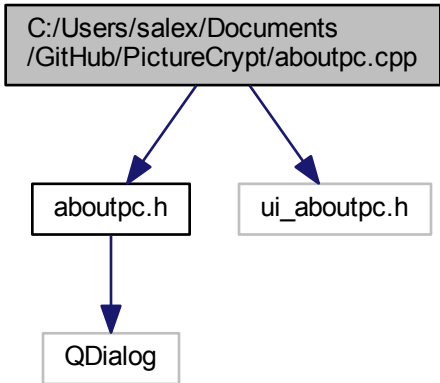 C:/Users/salex/Documents
/GitHub/PictureCrypt/aboutpc.cpp
aboutpc.h
ui_aboutpc.h
QDialog